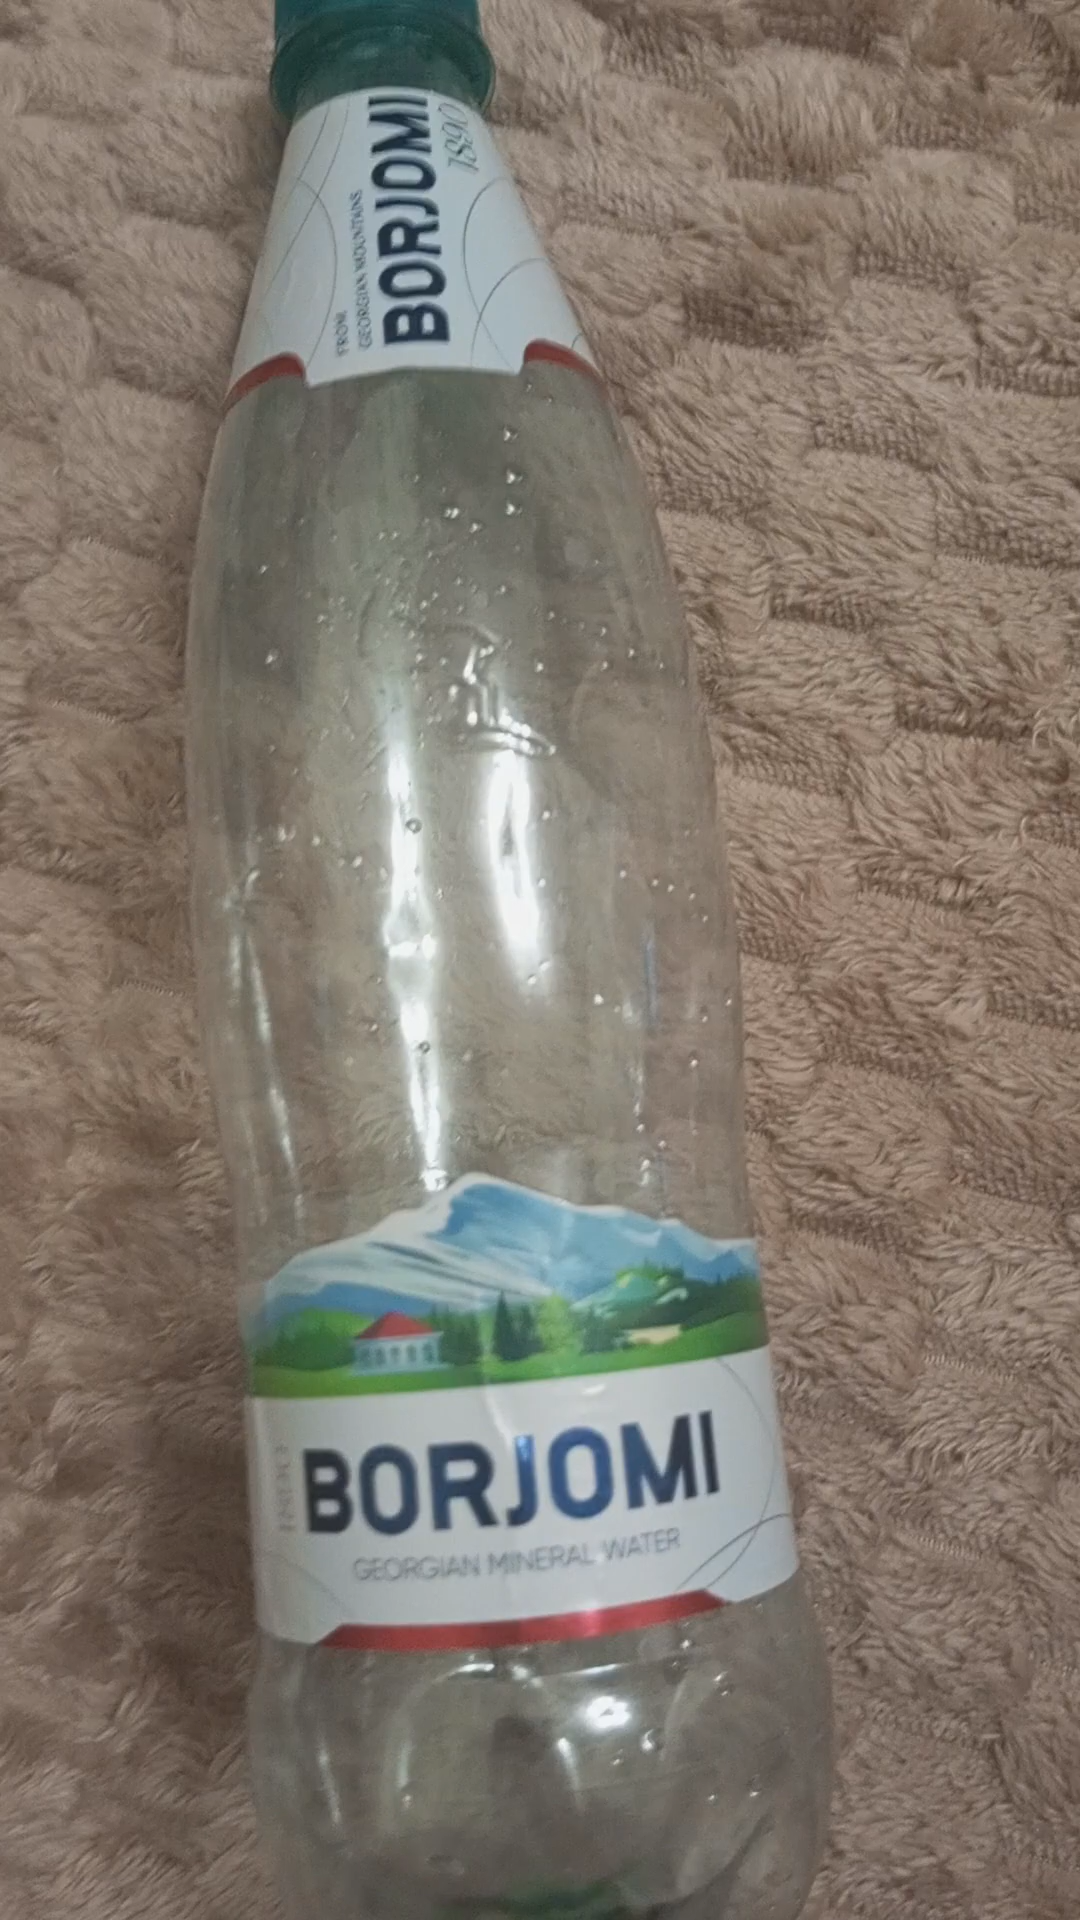 FROM
GEORGIAN MOUNTAINS
BORJOMI
1890
BORJOMI
GEORGIAN MINERAL WATER